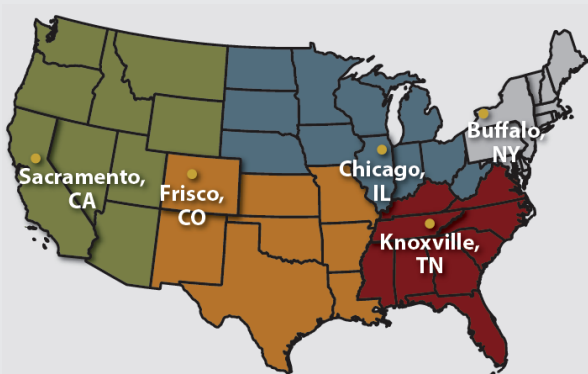 Sacramento,
CA
Frisco,
CO
Chicago,
IL
Buffalo,
NY
Knoxville,
TN